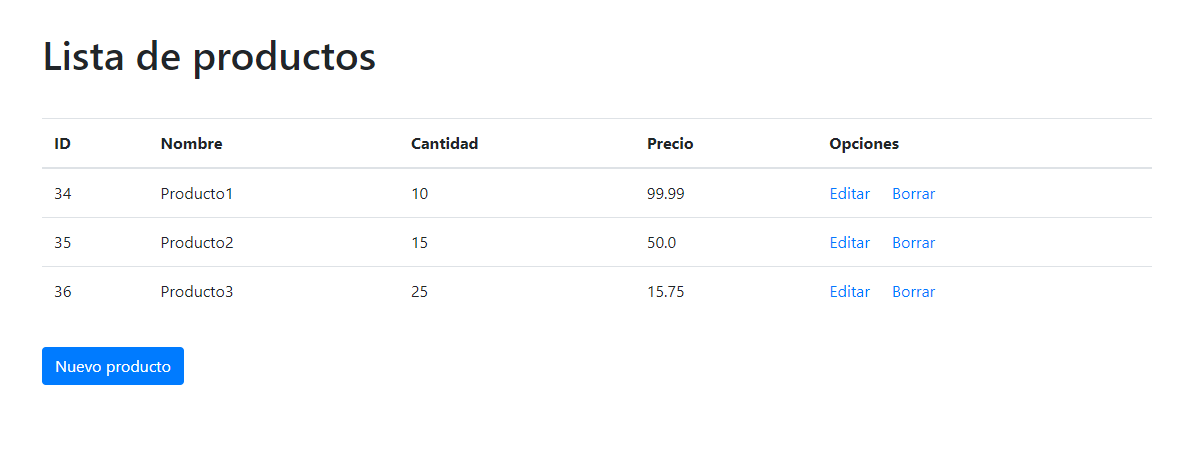 Lista de productos
ID Nombre Cantidad Precio Opciones
34 Producto1 10 99.99 Editar Borrar
35 Producto2 15 50.0 Editar Borrar
36 Producto3 25 15.75 Editar Borrar
Nuevo producto